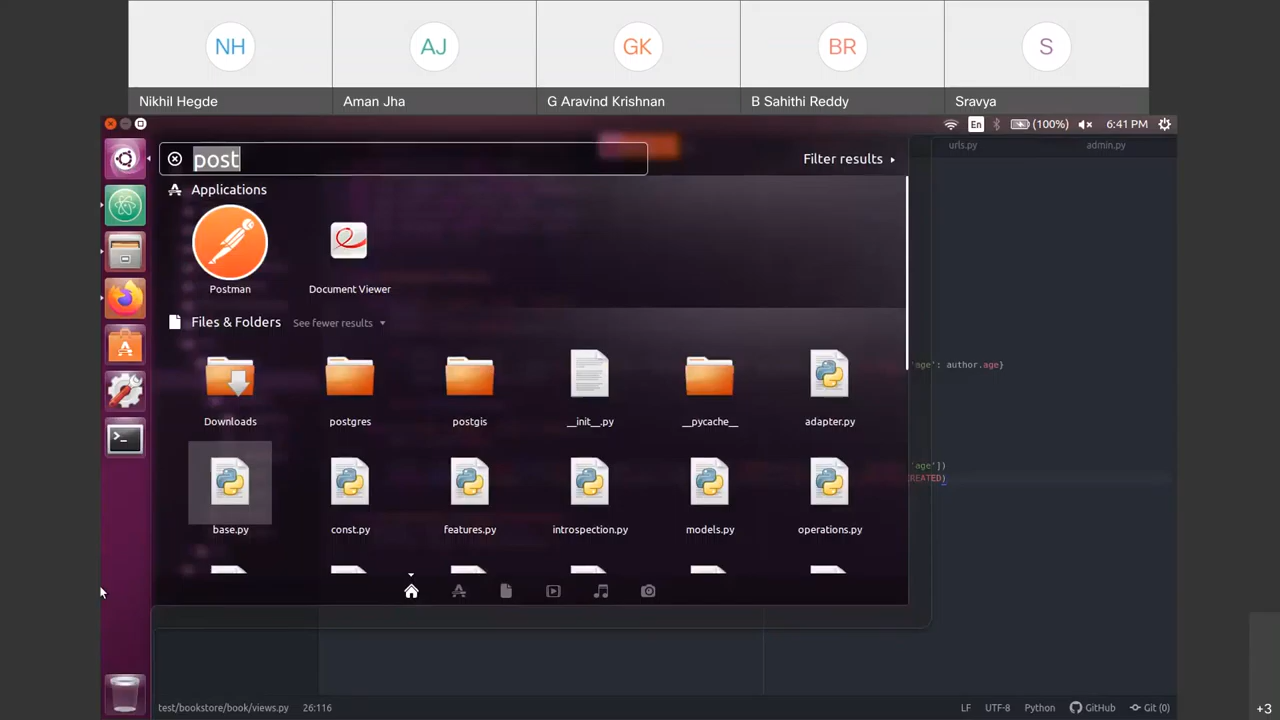 NH AJ GK BR S
Nikhil Hegde Aman Jha G Aravind Krishnan B Sahithi Reddy Sravya
En (100%) 6:41 PM
urls.py admin.py
post
Filter results
Applications
Postman Document Viewer
Files & Folders See fewer results
'age': author.age}
Downloads postgres postgis __init__.py __pycache__ adapter.py
'age'])
CREATED)
base.py const.py features.py introspection.py models.py operations.py
test/bookstore/book/views.py 26:116 LF UTF-8 Python GitHub Git (0)
+3